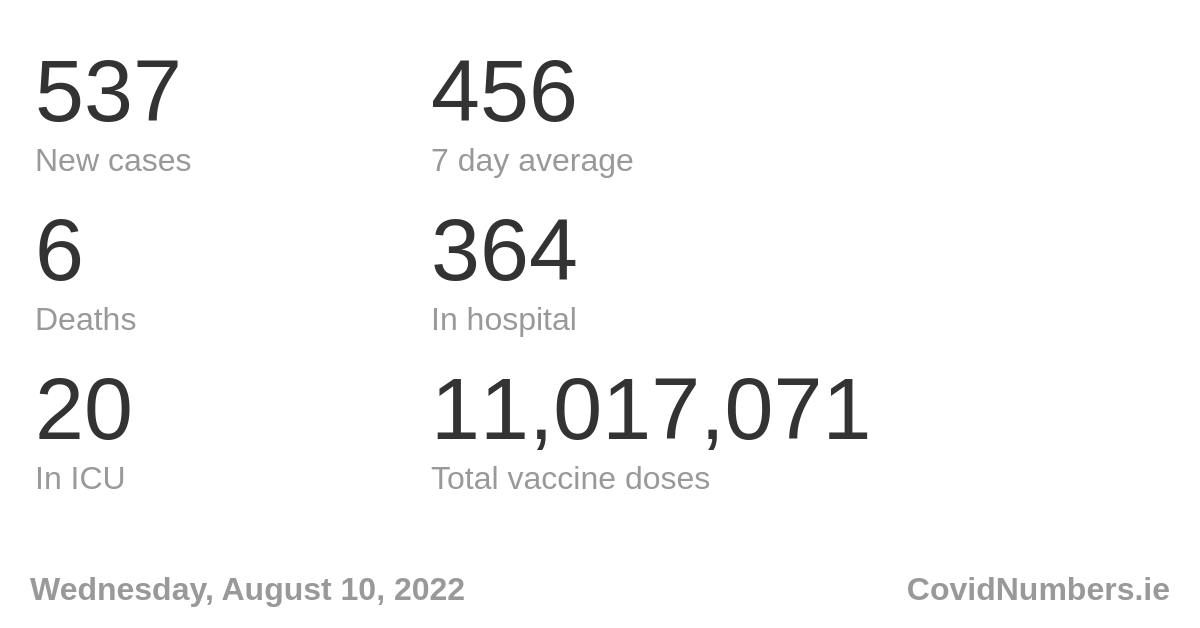 537
456
New cases
7 day average
6
364
Deaths
In hospital
20
11,017,071
In ICU
Total vaccine doses
Wednesday, August 10, 2022
CovidNumbers.ie